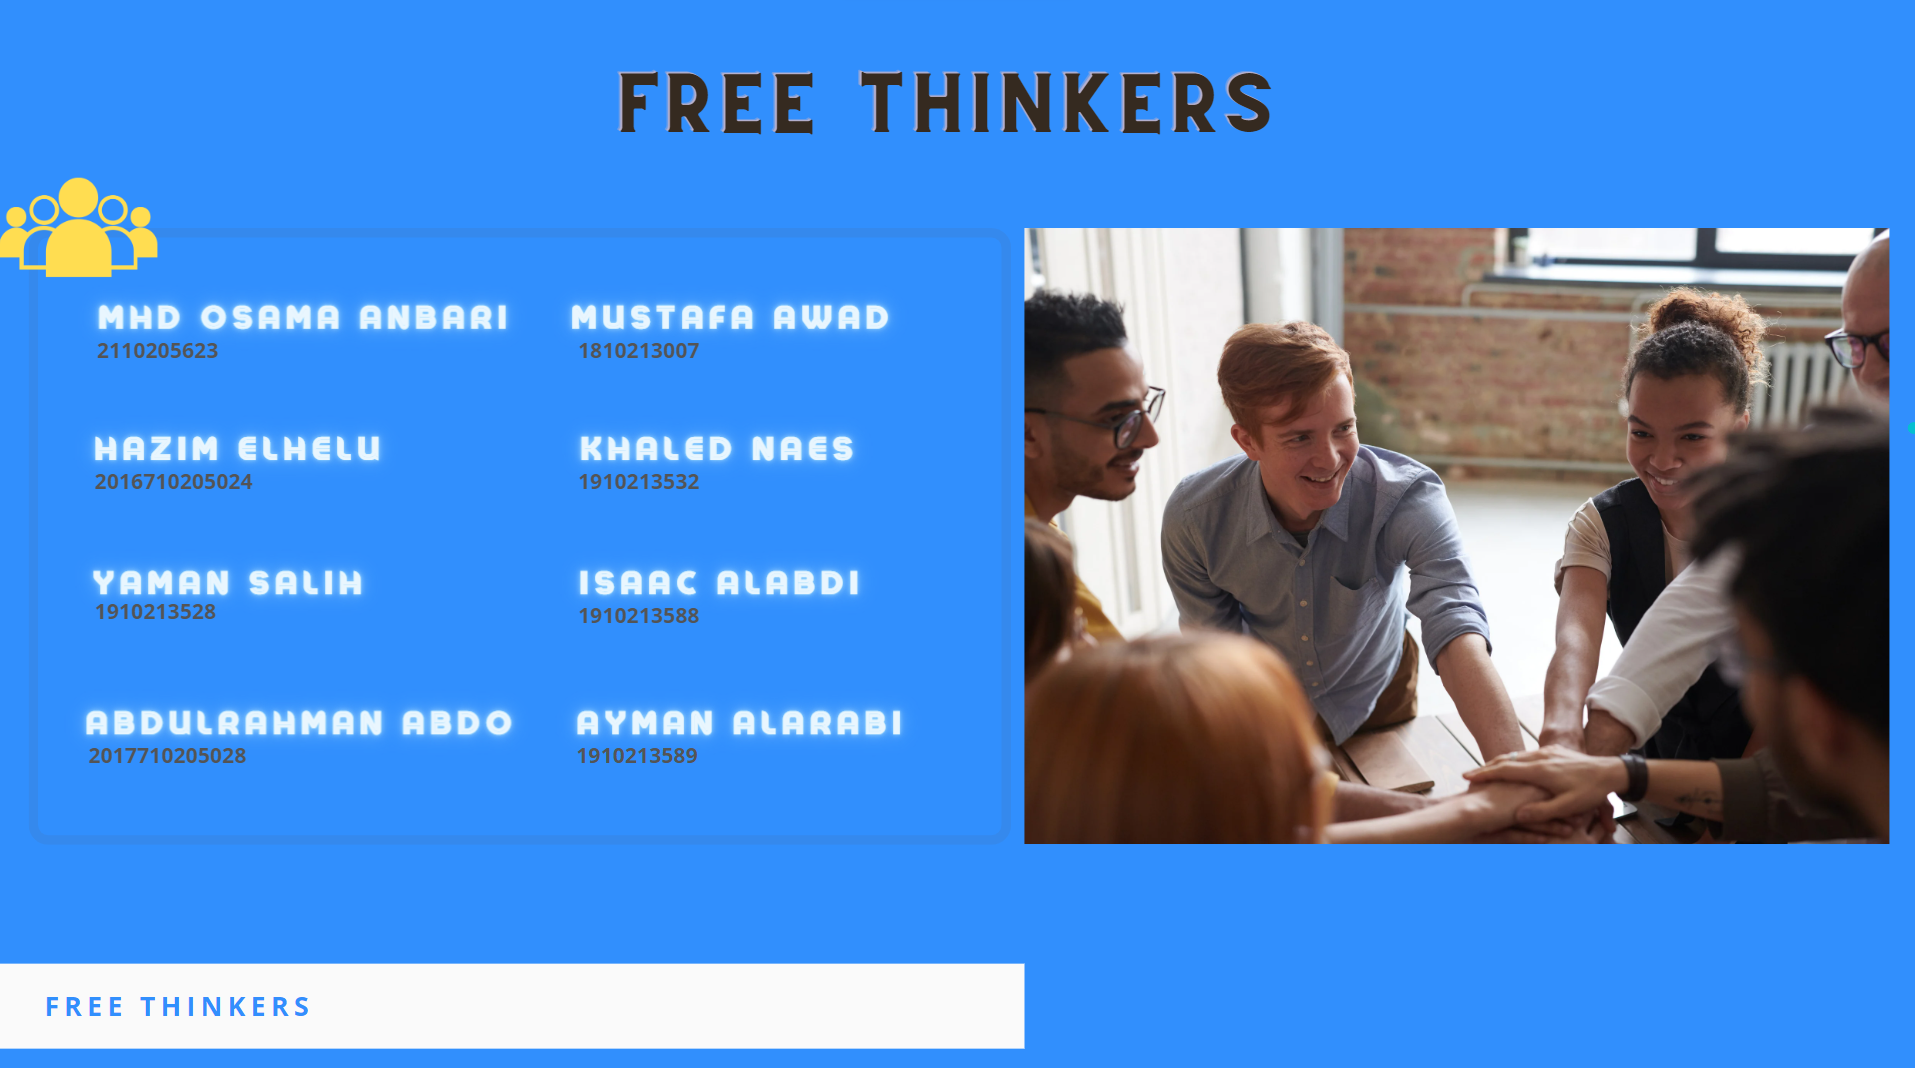 FREE THINKERS
MHD OSAMA ANBARI
2110205623
MUSTAFA AWAD
1810213007
HAZIM ELHELU
2016710205024
KHALED NAES
1910213532
YAMAN SALIH
1910213528
ISAAC ALABDI
1910213588
ABDULRAHMAN ABDO
2017710205028
AYMAN ALARABI
1910213589
FREE THINKERS